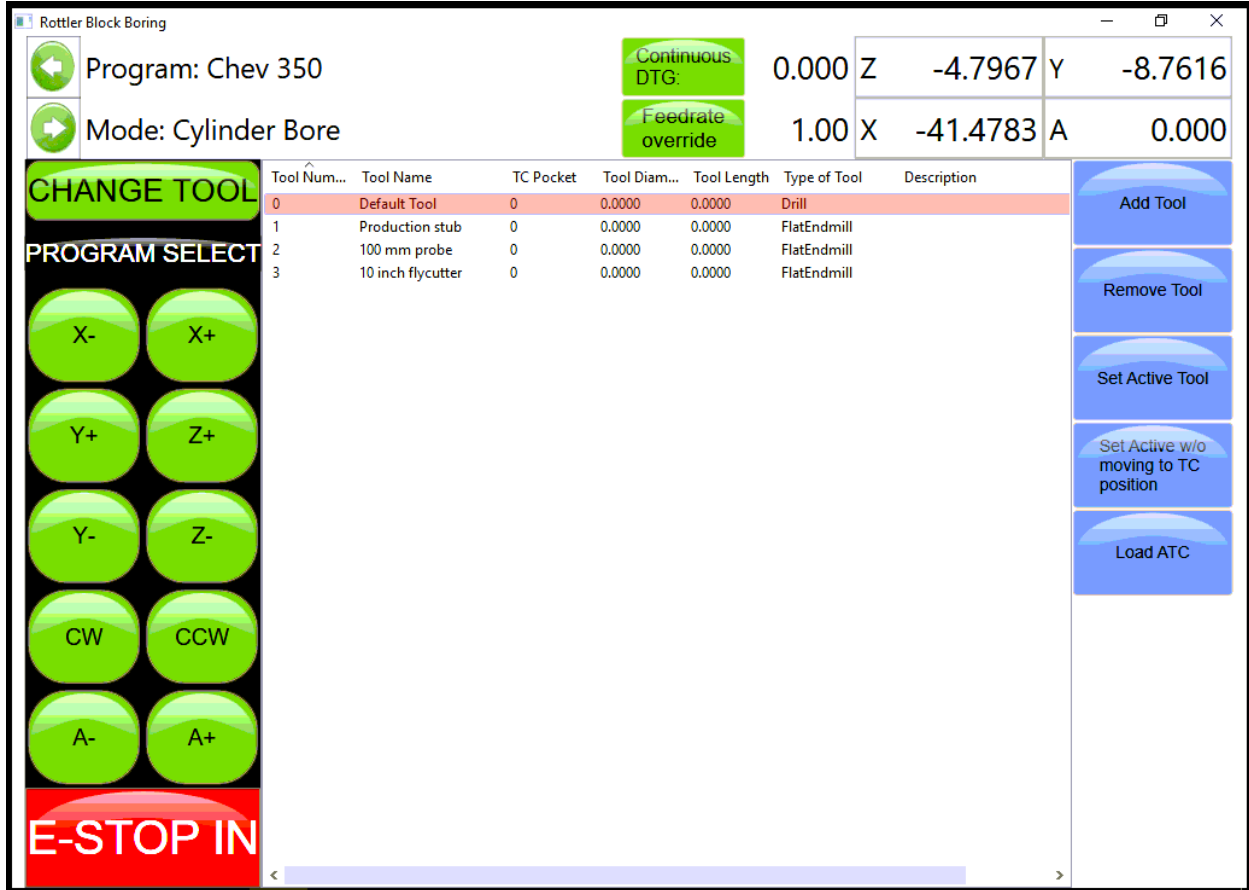 Rottler Block Boring
Program: Chev 350
Continuous DTG: 0.000 Z -4.7967 Y -8.7616
Mode: Cylinder Bore
Feedrate override 1.00 X -41.4783 A 0.000
CHANGE TOOL
PROGRAM SELECT
X- X+
Y+ Z+
Y- Z-
CW CCW
A- A+
E-STOP IN
Tool Num... Tool Name TC Pocket Tool Diam... Tool Length Type of Tool Description
0 Default Tool 0 0.0000 0.0000 Drill
1 Production stub 0 0.0000 0.0000 FlatEndmill
2 100 mm probe 0 0.0000 0.0000 FlatEndmill
3 10 inch flycutter 0 0.0000 0.0000 FlatEndmill
Add Tool
Remove Tool
Set Active Tool
Set Active w/o
moving to TC
position
Load ATC